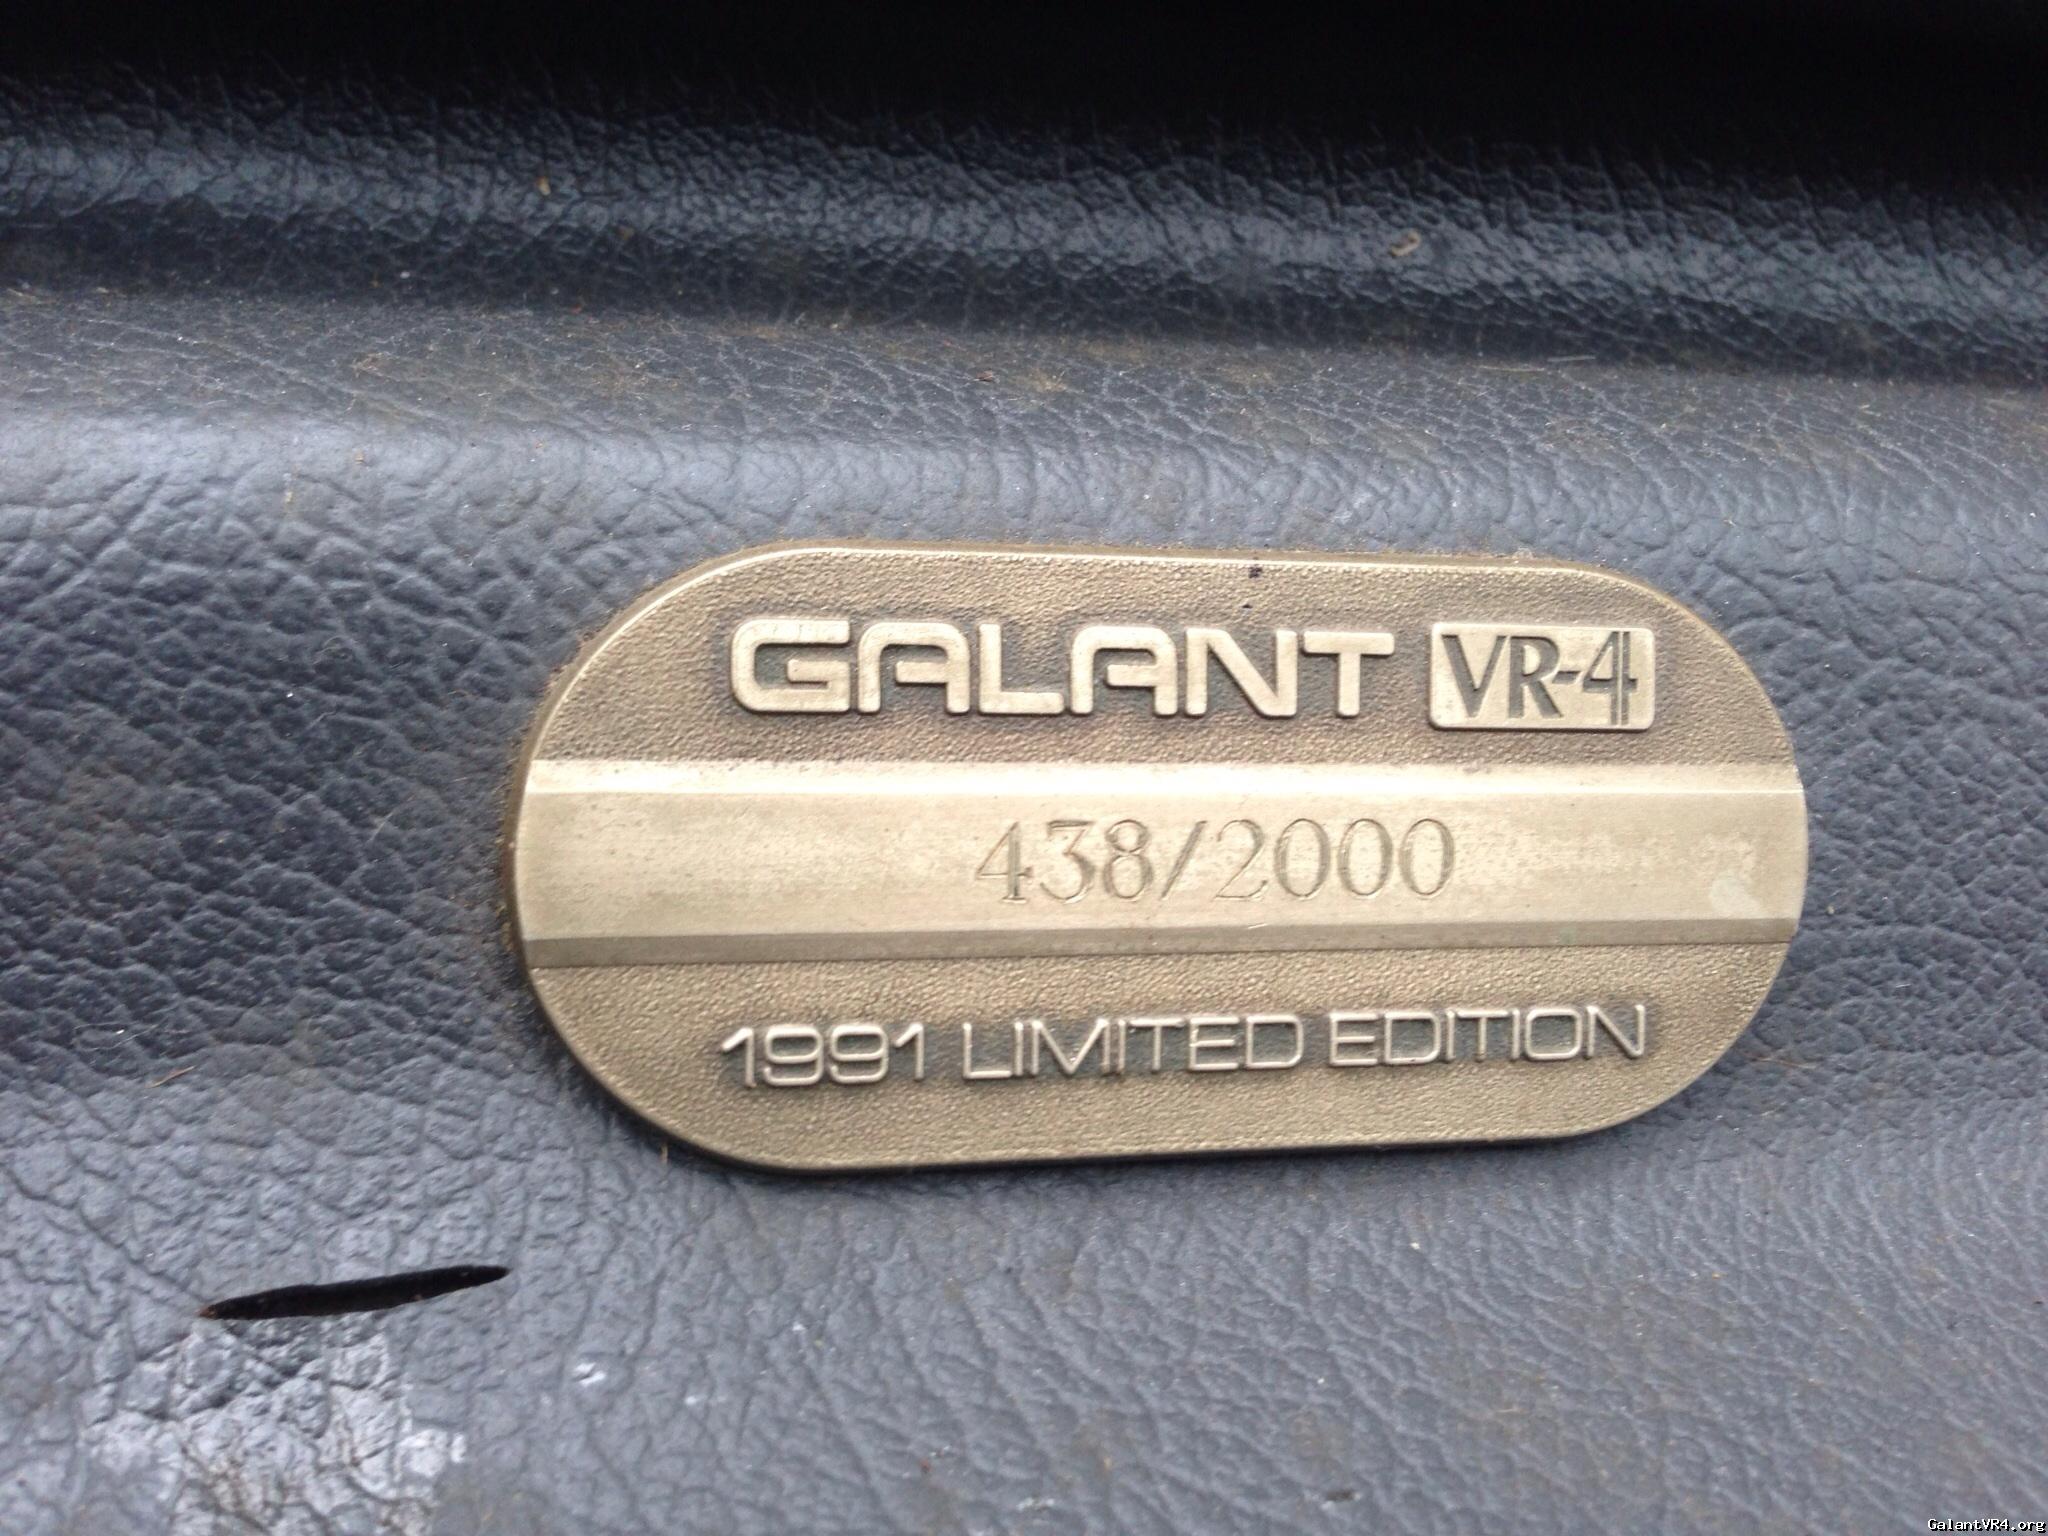 GALANT VR-4
438/2000
1991 LIMITED EDITION
GalantVR4.org